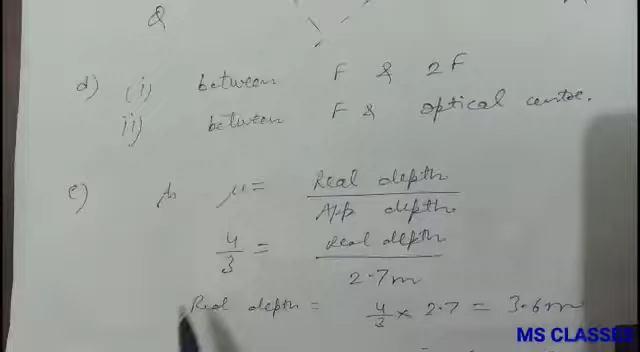 Q
d) (i) between F & 2F
ii) between F & optical centre.
e) μ = Real depth / App depth
4/3 = Real depth / 2.7m
Real depth = 4/3 × 2.7 = 3.6m
MS CLASSES